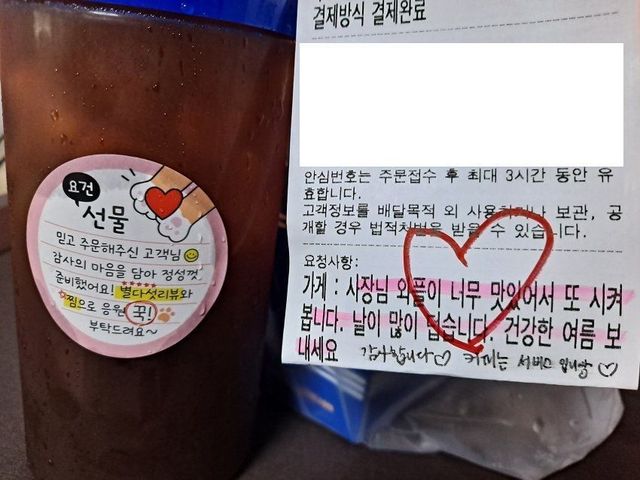 요건
선물
믿고 주문해주신 고객님
감사의 마음을 담아 정성껏
준비했어요! 별다섯리뷰와
찜으로 응원 꾹!
부탁드려요~
결제방식 결제완료
안심번호는 주문접수 후 최대 3시간 동안 유
효합니다.
고객정보를 배달목적 외 사용하거나 보관, 공
개할 경우 법적처벌을 받을 수 있습니다.
요청사항:
가게 : 사장님 와플이 너무 맛있어서 또 시켜
봅니다. 날이 많이 덥습니다. 건강한 여름 보
내세요 감사합니다♡ 커피는 서비스 입니당 ♡